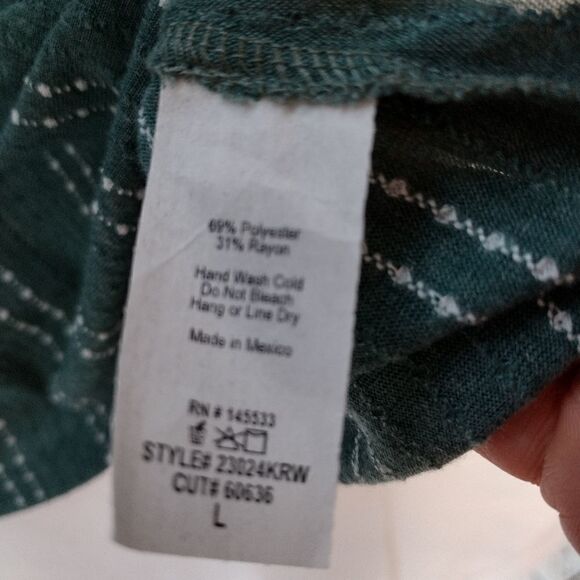 69% Polyester
31% Rayon
Hand Wash Cold
Do Not Bleach
Hang or Line Dry
Made in Mexico
RN # 145533
STYLE# 23024KRW
CUT# 60636
L